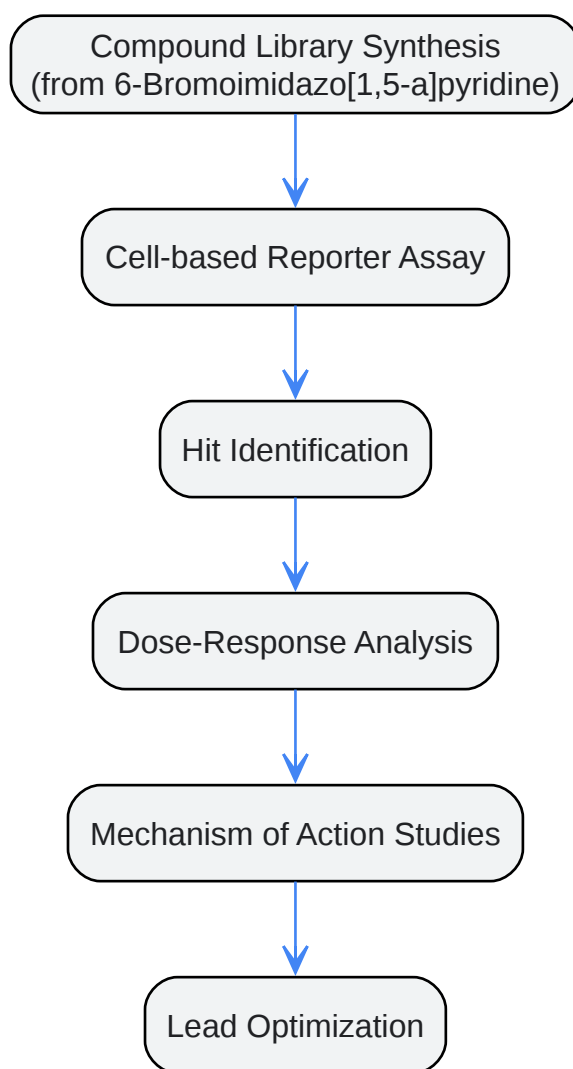 Compound Library Synthesis
(from 6-Bromoimidazo[1,5-a]pyridine)
Cell-based Reporter Assay
Hit Identification
Dose-Response Analysis
Mechanism of Action Studies
Lead Optimization